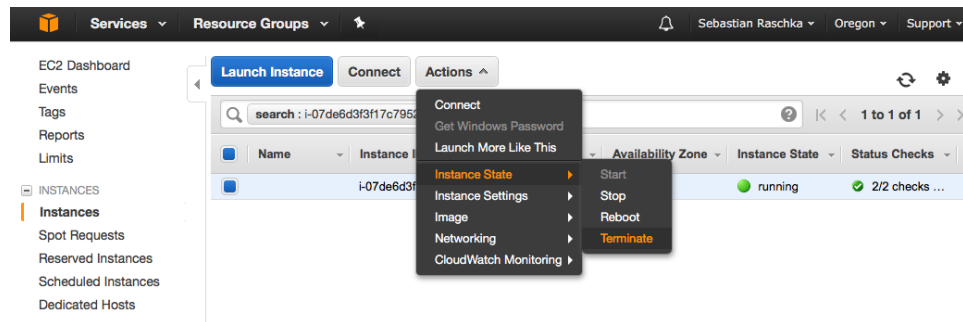 Services Resource Groups Sebastian Raschka Oregon Support
EC2 Dashboard
Events
Tags
Reports
Limits
INSTANCES
Instances
Spot Requests
Reserved Instances
Scheduled Instances
Dedicated Hosts
Launch Instance Connect Actions
search : i-07de6d3f3f17c7952 1 to 1 of 1
Name Instance I Availability Zone Instance State Status Checks
i-07de6d3f running 2/2 checks ...
Connect
Get Windows Password
Launch More Like This
Instance State
Instance Settings
Image
Networking
CloudWatch Monitoring
Start
Stop
Reboot
Terminate